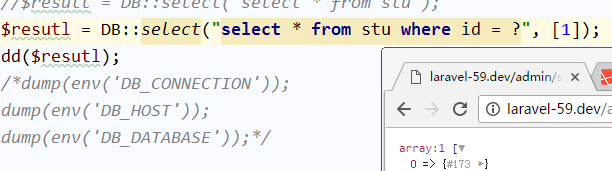 //$resutl = DB::select( select * from stu );
$resutl = DB::select("select * from stu where id = ?", [1]);
dd($resutl);
/*dump(env('DB_CONNECTION'));
dump(env('DB_HOST'));
dump(env('DB_DATABASE'));*/
laravel-59.dev/admin/s
laravel-59.dev/a
array:1 [▼
0 => {#173 ▶}